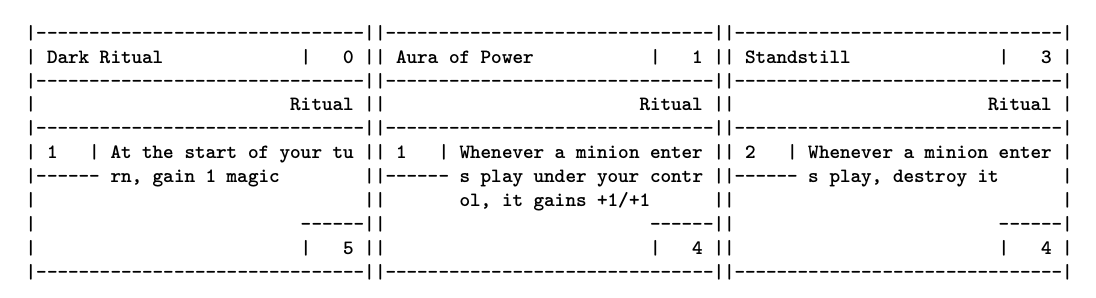 |-------------------------------||-------------------------------||-------------------------------|
| Dark Ritual             |   0 || Aura of Power           |   1 || Standstill              |   3 |
|-------------------------------||-------------------------------||-------------------------------|
|                        Ritual ||                        Ritual ||                        Ritual |
|-------------------------------||-------------------------------||-------------------------------|
| 1   | At the start of your tu || 1   | Whenever a minion enter || 2   | Whenever a minion enter |
|------ rn, gain 1 magic        ||------ s play under your contr ||------ s play, destroy it      |
|                               ||       ol, it gains +1/+1      ||                               |
|                         ------||                         ------||                         ------|
|                         |   5 ||                         |   4 ||                         |   4 |
|-------------------------------||-------------------------------||-------------------------------|